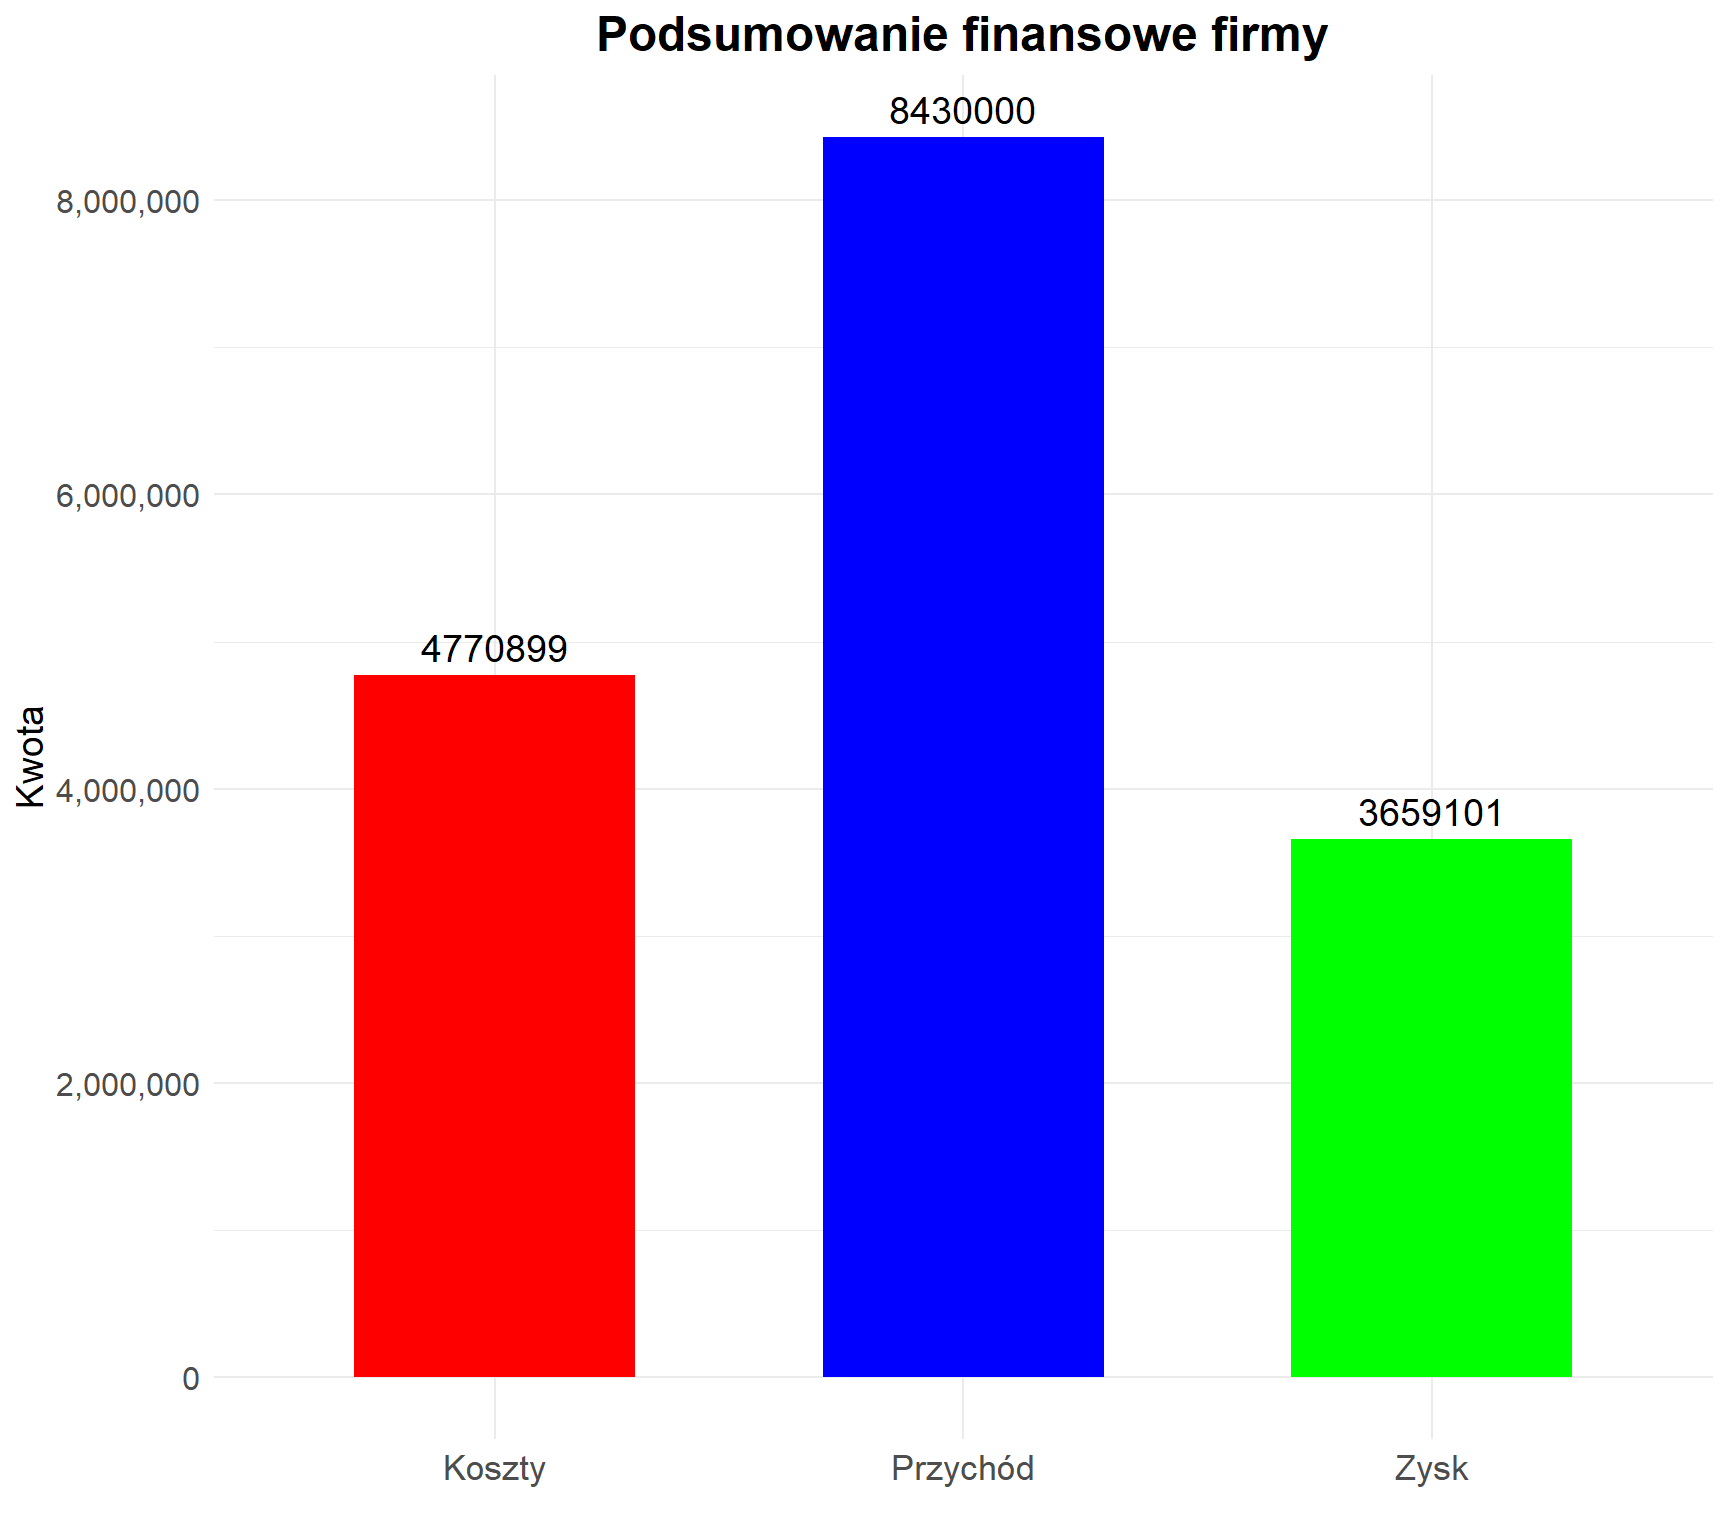 Podsumowanie finansowe firmy
8430000
8,000,000
6,000,000
4770899
Kwota
4,000,000
3659101
2,000,000
0
Koszty
Przychód
Zysk